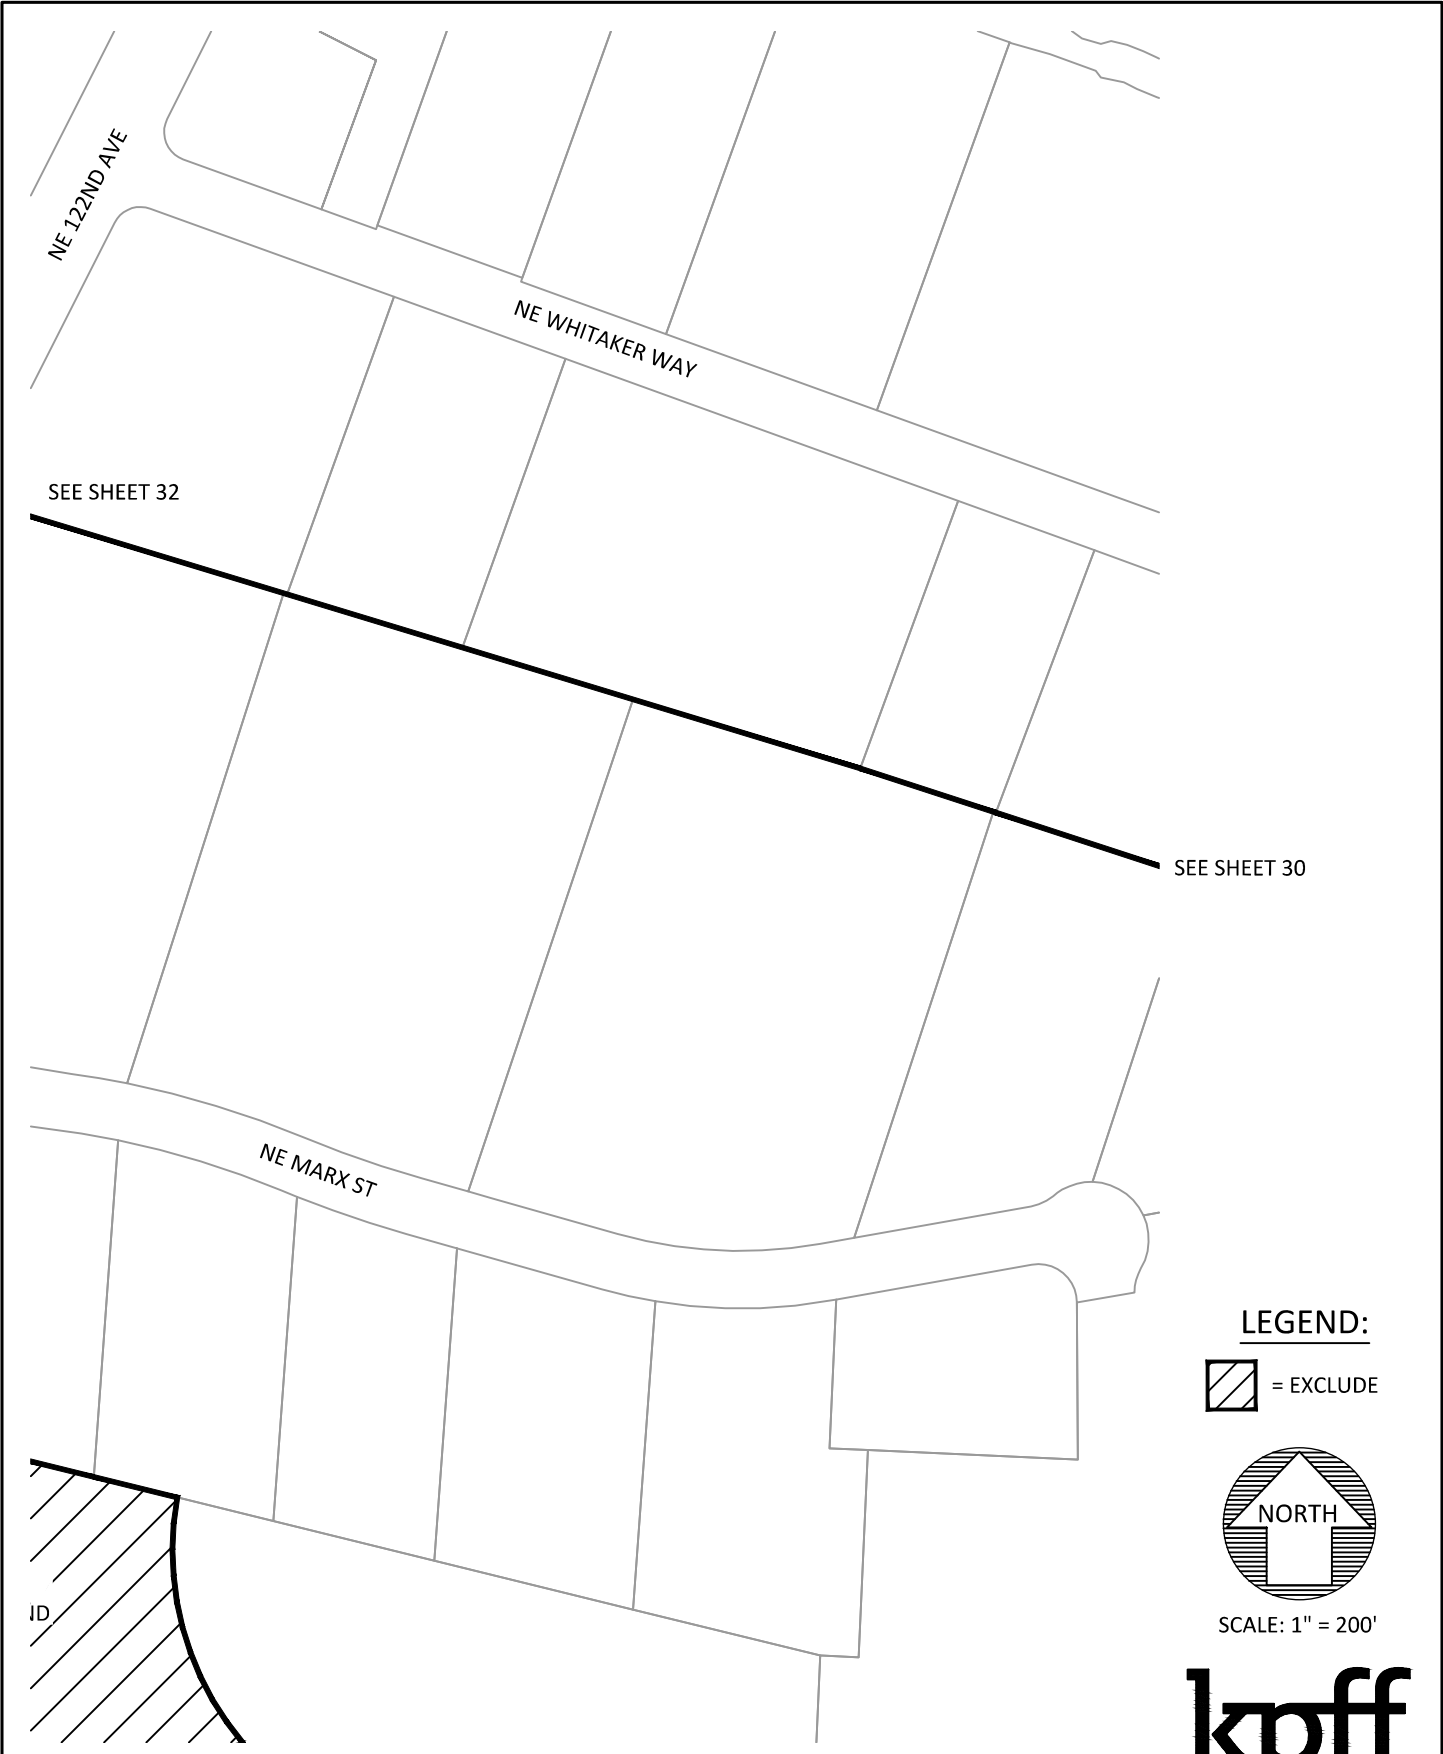 NE 122ND AVE
NE WHITAKER WAY
SEE SHEET 32
SEE SHEET 30
NE MARX ST
LEGEND:
= EXCLUDE
NORTH
SCALE: 1" = 200'
kpff